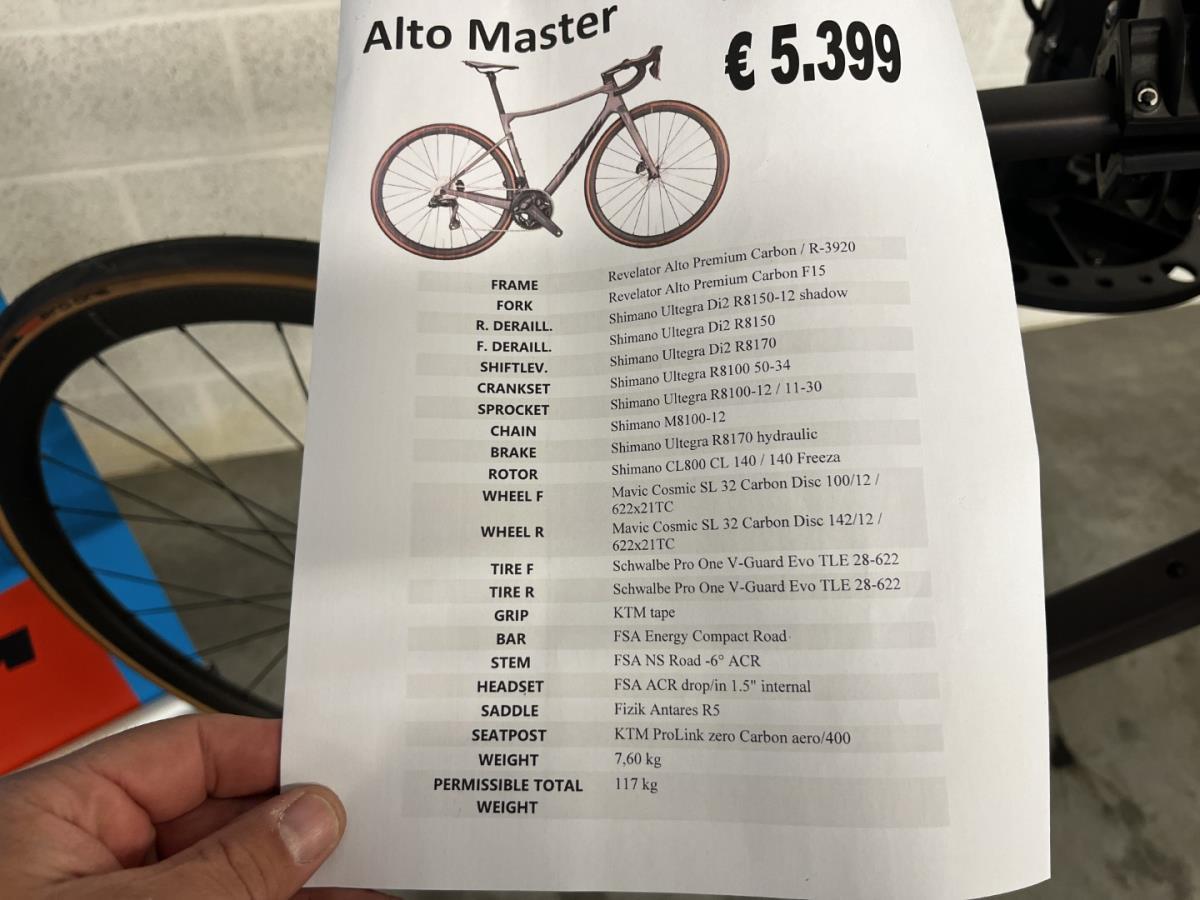 Alto Master
€ 5.399
FRAME Revelator Alto Premium Carbon / R-3920
FORK Revelator Alto Premium Carbon F15
R. DERAILL. Shimano Ultegra Di2 R8150-12 shadow
F. DERAILL. Shimano Ultegra Di2 R8150
SHIFTLEV. Shimano Ultegra Di2 R8170
CRANKSET Shimano Ultegra R8100 50-34
SPROCKET Shimano Ultegra R8100-12 / 11-30
CHAIN Shimano M8100-12
BRAKE Shimano Ultegra R8170 hydraulic
ROTOR Shimano CL800 CL 140 / 140 Freeza
WHEEL F Mavic Cosmic SL 32 Carbon Disc 100/12 /
622x21TC
WHEEL R Mavic Cosmic SL 32 Carbon Disc 142/12 /
622x21TC
TIRE F Schwalbe Pro One V-Guard Evo TLE 28-622
TIRE R Schwalbe Pro One V-Guard Evo TLE 28-622
GRIP KTM tape
BAR FSA Energy Compact Road
STEM FSA NS Road -6° ACR
HEADSET FSA ACR drop/in 1.5" internal
SADDLE Fizik Antares R5
SEATPOST KTM ProLink zero Carbon aero/400
WEIGHT 7,60 kg
PERMISSIBLE TOTAL 117 kg
WEIGHT